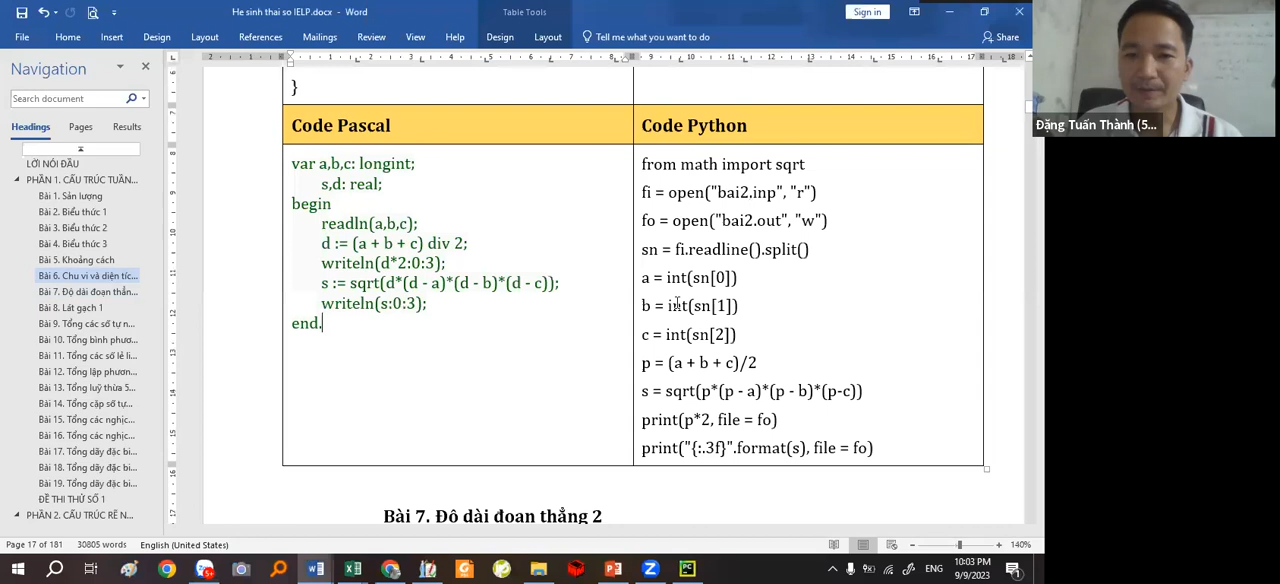 He sinh thai so IELP.docx - Word
Table Tools
Sign in
File Home Insert Design Layout References Mailings Review View Help Design Layout Tell me what you want to do Share
Navigation
Search document
Headings Pages Results
LỜI NÓI ĐẦU
PHẦN 1. CẤU TRÚC TUẦN...
Bài 1. Sản lượng
Bài 2. Biểu thức 1
Bài 3. Biểu thức 2
Bài 4. Biểu thức 3
Bài 5. Khoảng cách
Bài 6. Chu vi và diện tíc...
Bài 7. Độ dài đoạn thẳn...
Bài 8. Lát gạch 1
Bài 9. Tổng các số tự n...
Bài 10. Tổng bình phươ...
Bài 11. Tổng các số lẻ li...
Bài 12. Tổng lập phươn...
Bài 13. Tổng luỹ thừa 5...
Bài 14. Tổng cặp số tự...
Bài 15. Tổng các nghịc...
Bài 16. Tổng các nghịc...
Bài 17. Tổng dãy đặc bi...
Bài 18. Tổng dãy đặc bi...
Bài 19. Tổng dãy đặc bi...
ĐỀ THI THỬ SỐ 1
PHẦN 2. CẤU TRÚC RẼ N...
}
Code Pascal
var a,b,c: longint;
s,d: real;
begin
readln(a,b,c);
d := (a + b + c) div 2;
writeln(d*2:0:3);
s := sqrt(d*(d - a)*(d - b)*(d - c));
writeln(s:0:3);
end.
Code Python
from math import sqrt
fi = open("bai2.inp", "r")
fo = open("bai2.out", "w")
sn = fi.readline().split()
a = int(sn[0])
b = int(sn[1])
c = int(sn[2])
p = (a + b + c)/2
s = sqrt(p*(p - a)*(p - b)*(p-c))
print(p*2, file = fo)
print("{:.3f}".format(s), file = fo)
Bài 7. Độ dài đoạn thẳng 2
Đặng Tuấn Thành (5...
Page 17 of 181 30805 words English (United States) 140%
ENG
10:03 PM
9/9/2023